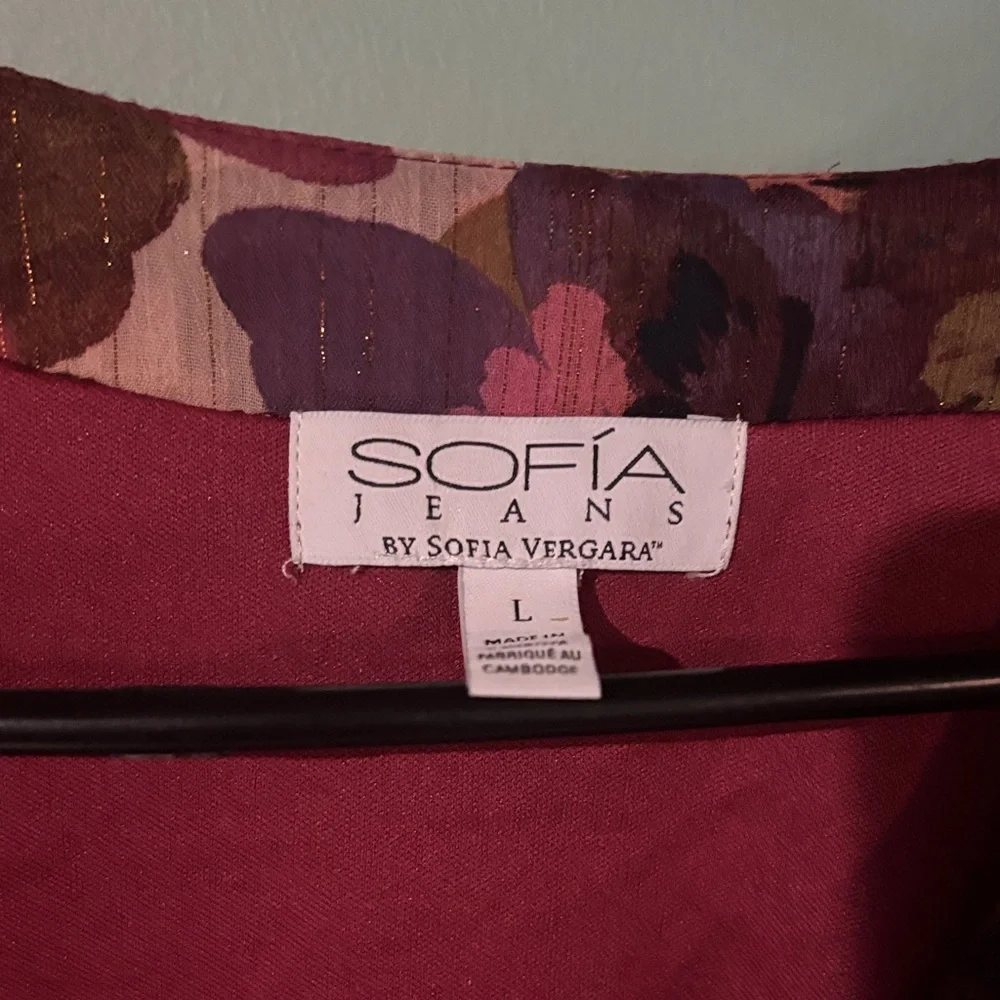 SOFÍA
JEANS
BY SOFIA VERGARA™
L
MADE IN
FABRIQUÉ AU
CAMBODGE